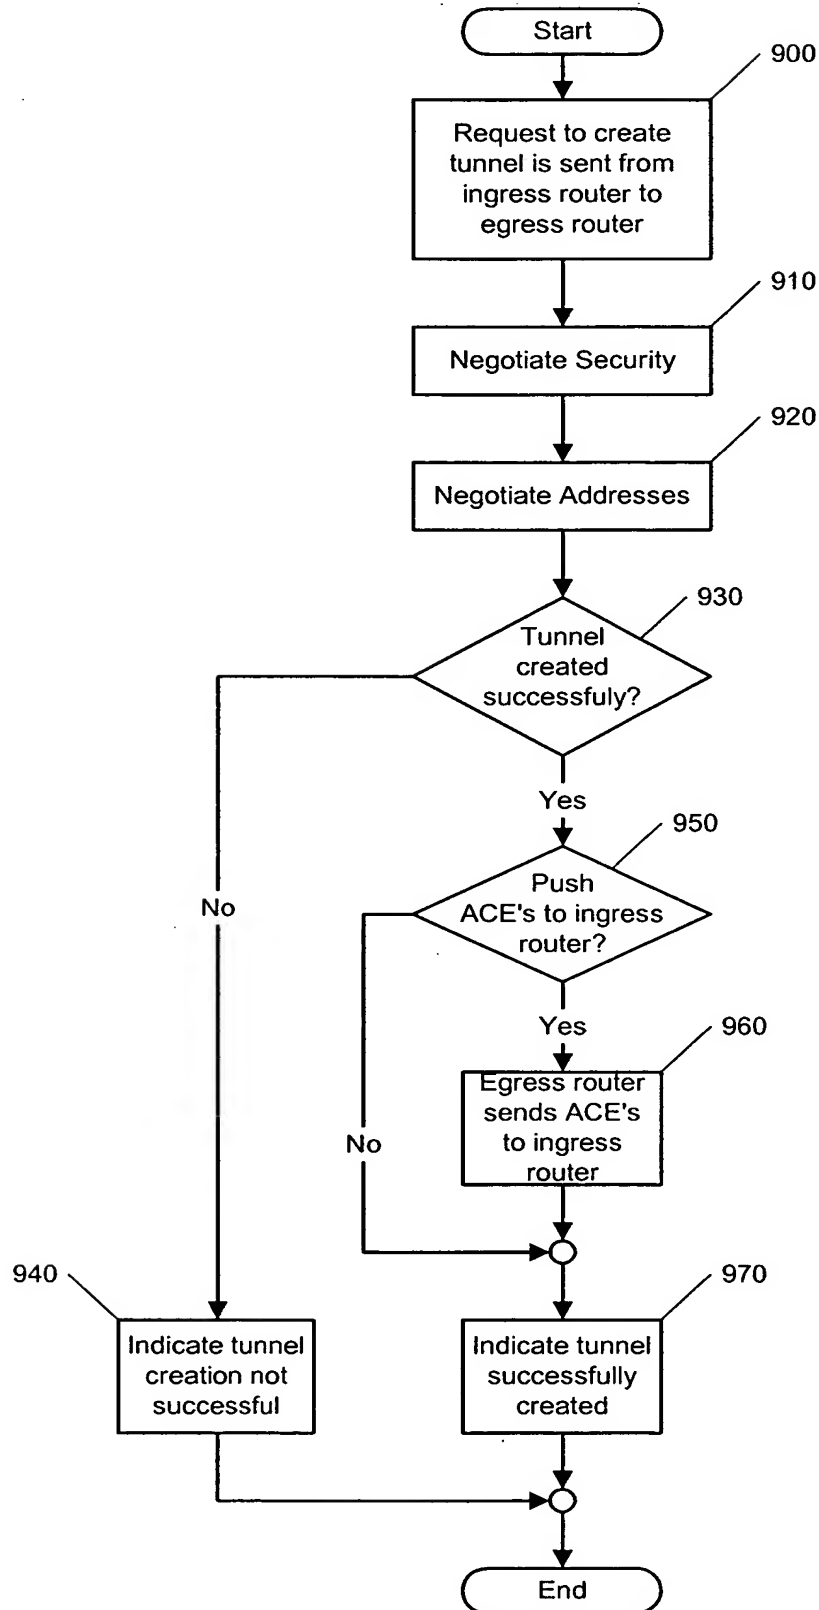 Start
900
Request to create
tunnel is sent from
ingress router to
egress router
910
Negotiate Security
920
Negotiate Addresses
930
Tunnel
created
successfuly?
Yes
950
Push
ACE's to ingress
router?
No
Yes
960
Egress router
sends ACE's
to ingress
router
No
940
Indicate tunnel
creation not
successful
970
Indicate tunnel
successfully
created
End